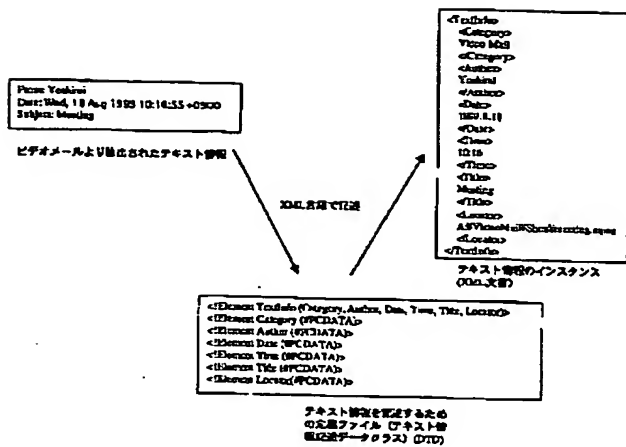 From: Yoshirai
Date: Wed, 18 Aug 1999 10:16:55 +0900
Subject: Meeting
ビデオメールより抽出されたテキスト情報
XML言語で記述
<!Element TextInfo (Category, Author, Date, Time, Title, Locator)>
<!Element Category (#PCDATA)>
<!Element Author (#PCDATA)>
<!Element Date (#PCDATA)>
<!Element Time (#PCDATA)>
<!Element Title (#PCDATA)>
<!Element Locator(#PCDATA)>
テキスト情報を記述するため
の定義ファイル (テキスト情
報記述データクラス) (DTD)
<TextInfo>
<Category>
Video Mail
</Category>
<Author>
Yoshirai
</Author>
<Date>
1999.8.18
</Date>
<Time>
10:16
</Time>
<Title>
Meeting
</Title>
<Locator>
<Locator>
</TextInfo>
テキスト情報のインスタンス
(XML文書)